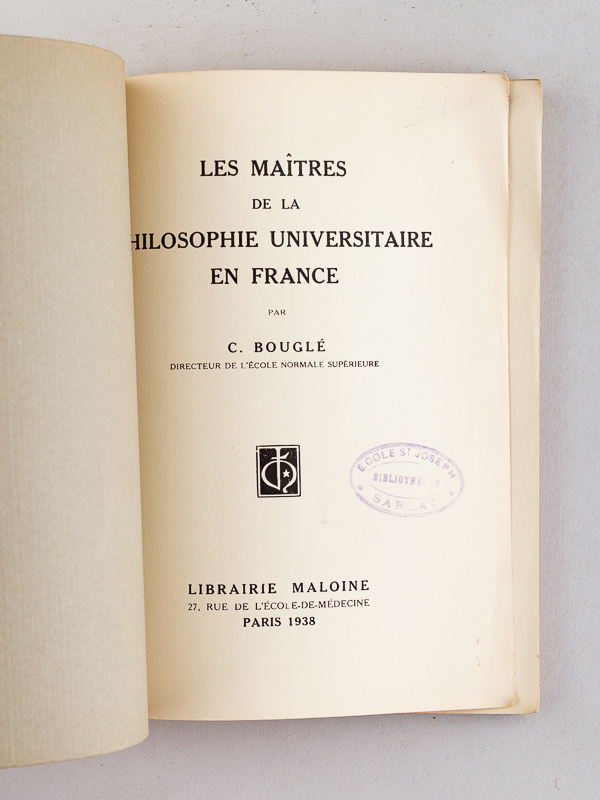 LES MAÎTRES
DE LA
HILOSOPHIE UNIVERSITAIRE
EN FRANCE
PAR
C. BOUGLÉ
DIRECTEUR DE L'ÉCOLE NORMALE SUPÉRIEURE
ÉCOLE ST JOSEPH
SARLAT
LIBRAIRIE MALOINE
27, RUE DE L'ÉCOLE-DE-MÉDECINE
PARIS 1938